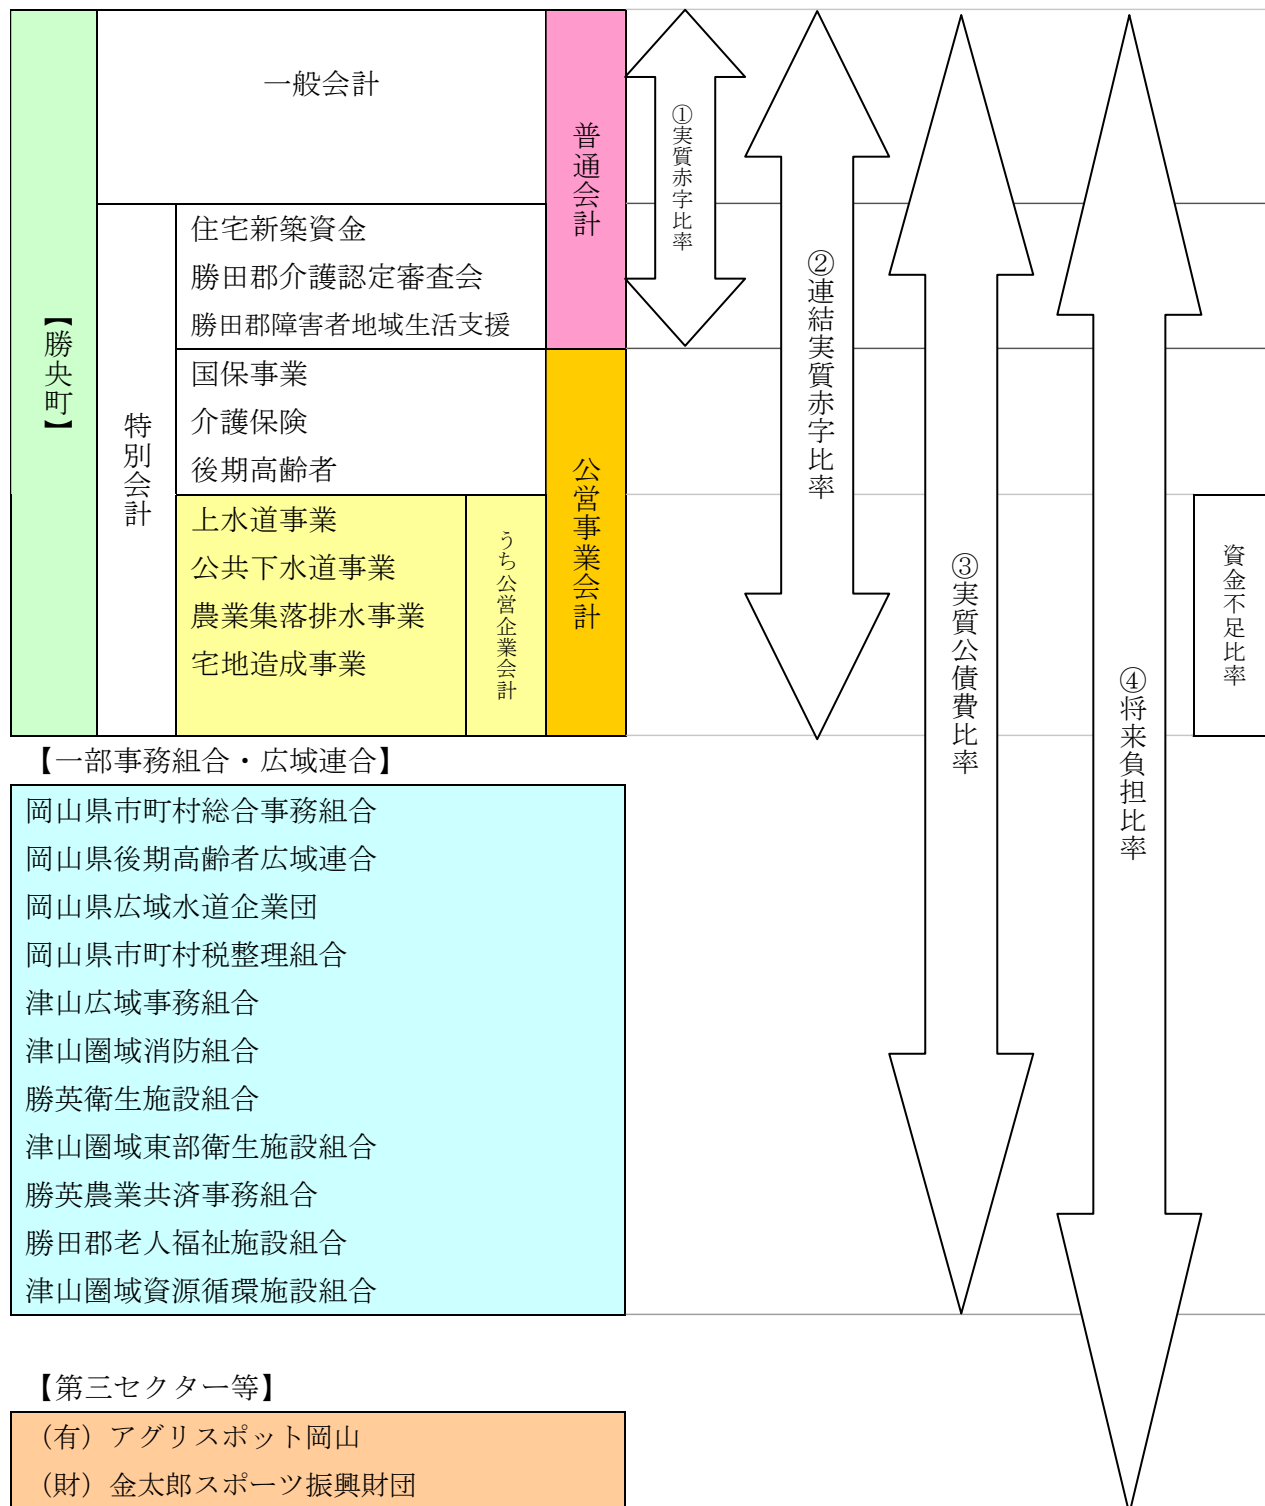 【勝央町】
一般会計
特別会計
住宅新築資金
勝田郡介護認定審査会
勝田郡障害者地域生活支援
国保事業
介護保険
後期高齢者
上水道事業
公共下水道事業
農業集落排水事業
宅地造成事業
うち公営企業会計
普通会計
公営事業会計
①実質赤字比率
②連結実質赤字比率
③実質公債費比率
④将来負担比率
資金不足比率
【一部事務組合・広域連合】
岡山県市町村総合事務組合
岡山県後期高齢者広域連合
岡山県広域水道企業団
岡山県市町村税整理組合
津山広域事務組合
津山圏域消防組合
勝英衛生施設組合
津山圏域東部衛生施設組合
勝英農業共済事務組合
勝田郡老人福祉施設組合
津山圏域資源循環施設組合
【第三セクター等】
（有）アグリスポット岡山
（財）金太郎スポーツ振興財団